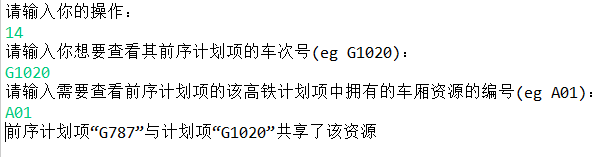 请输入你的操作:
14
请输入你想要查看其前序计划项的车次号(eg G1020):
G1020
请输入需要查看前序计划项的该高铁计划项中拥有的车厢资源的编号(eg A01):
A01
前序计划项“G787”与计划项“G1020”共享了该资源